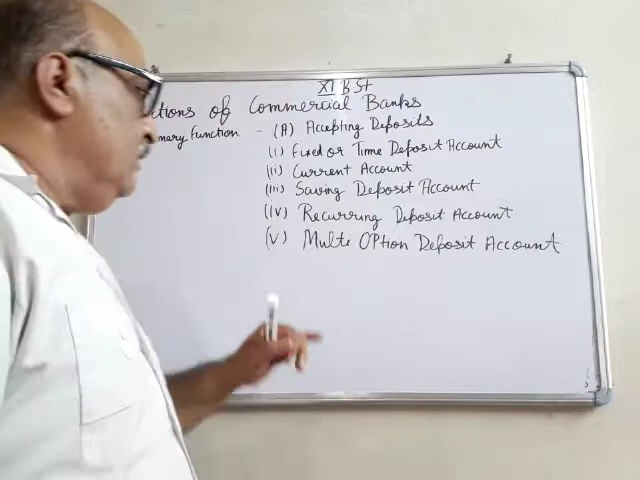 XI B St
ctions of Commercial Banks
mary Function - (A) Accepting Deposits
(i) Fixed or Time Deposit Account
(ii) Current Account
(iii) Saving Deposit Account
(iv) Recurring Deposit Account
(v) Multi Option Deposit Account